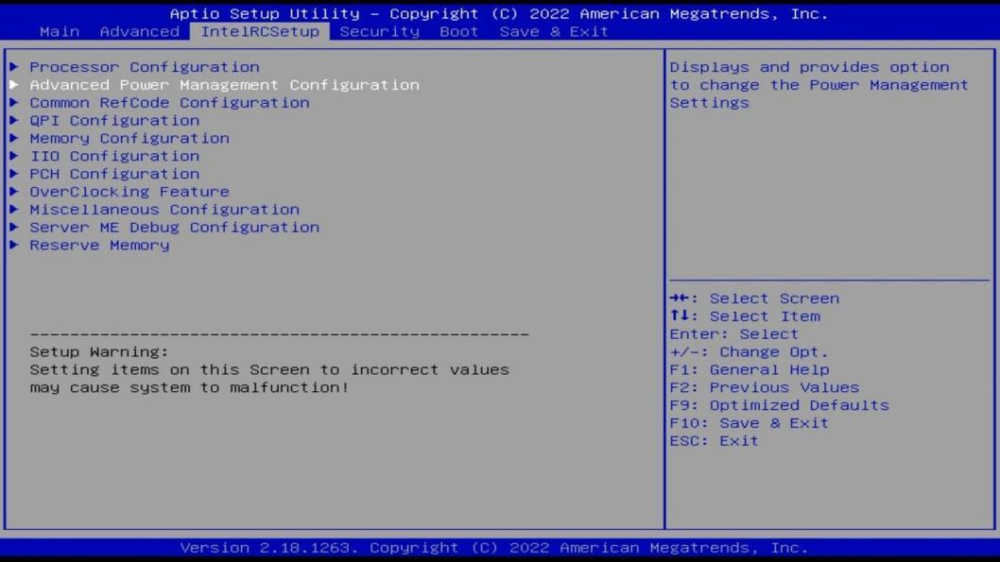 Aptio Setup Utility – Copyright (C) 2022 American Megatrends, Inc.
Main Advanced IntelRCSetup Security Boot Save & Exit
Processor Configuration
Advanced Power Management Configuration
Common RefCode Configuration
QPI Configuration
Memory Configuration
IIO Configuration
PCH Configuration
OverClocking Feature
Miscellaneous Configuration
Server ME Debug Configuration
Reserve Memory
--------------------------------------------------
Setup Warning:
Setting items on this Screen to incorrect values
may cause system to malfunction!
Displays and provides option
to change the Power Management
Settings
→←: Select Screen
↑↓: Select Item
Enter: Select
+/-: Change Opt.
F1: General Help
F2: Previous Values
F9: Optimized Defaults
F10: Save & Exit
ESC: Exit
Version 2.18.1263. Copyright (C) 2022 American Megatrends, Inc.